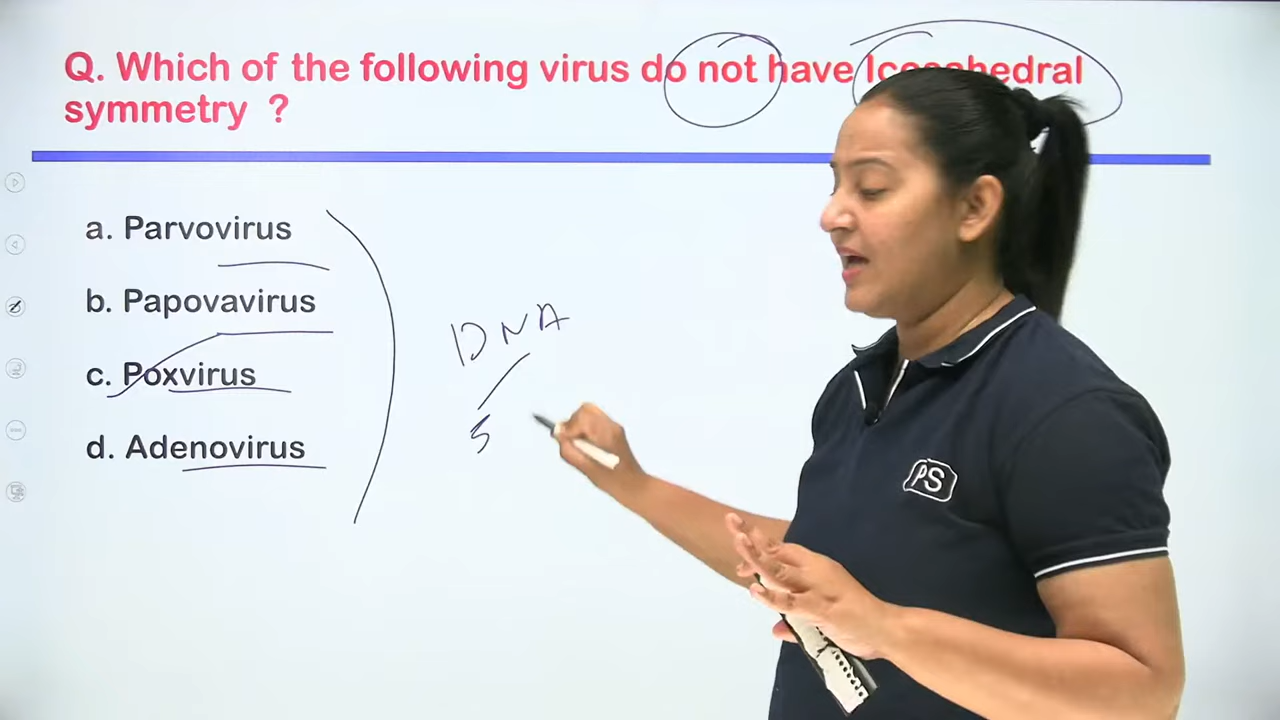 Q. Which of the following virus do not have Icosahedral
symmetry ?
a. Parvovirus
b. Papovavirus
c. Poxvirus
d. Adenovirus
DNA
S
PS